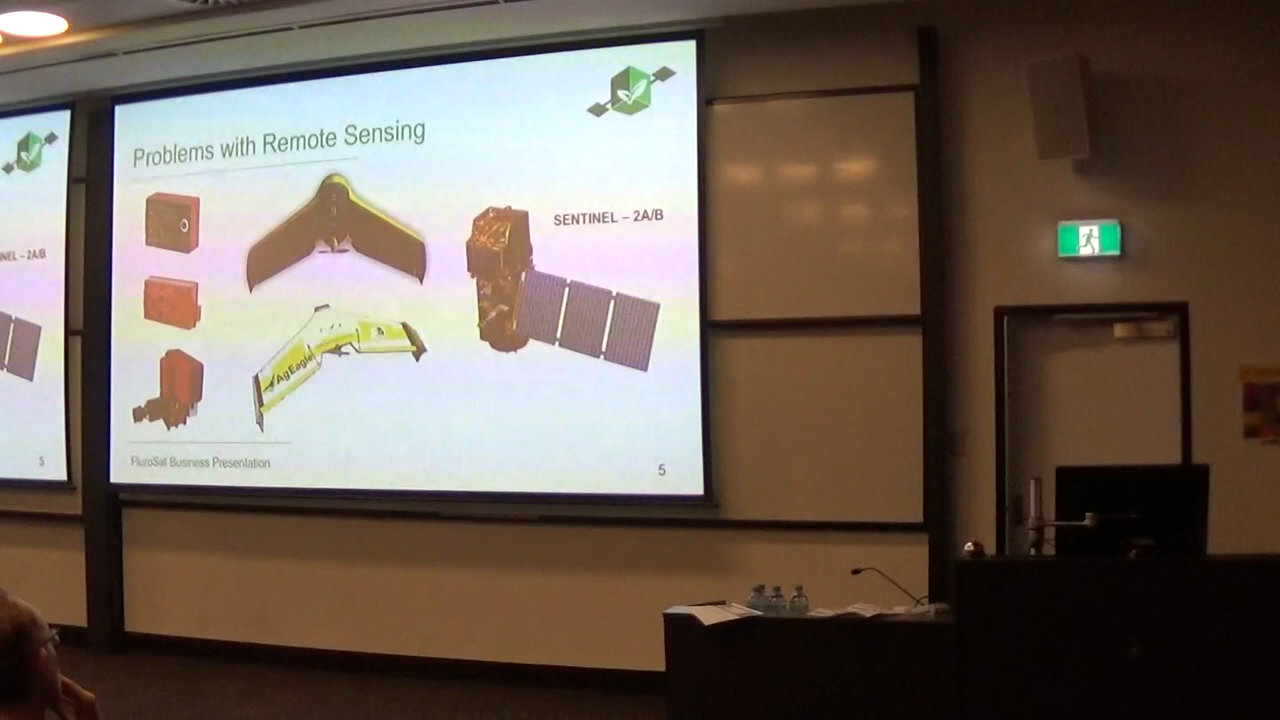 Problems with Remote Sensing
SENTINEL – 2A/B
AgEagle
FluroSat Business Presentation
5
NEL – 2A/B
5